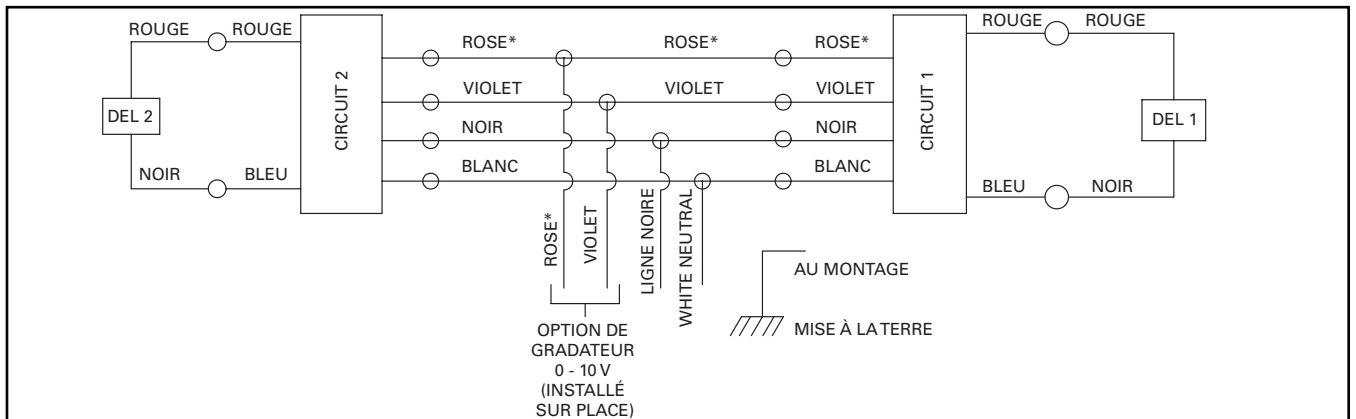 ROUGE ROUGE
ROSE* ROSE* ROSE*
ROUGE ROUGE
VIOLET VIOLET VIOLET
DEL 2
CIRCUIT 2
CIRCUIT 1
DEL 1
NOIR NOIR
BLANC BLANC
NOIR BLEU
BLEU NOIR
ROSE*
VIOLET
LIGNE NOIRE
WHITE NEUTRAL
AU MONTAGE
MISE À LA TERRE
OPTION DE
GRADATEUR
0 - 10 V
(INSTALLÉ
SUR PLACE)